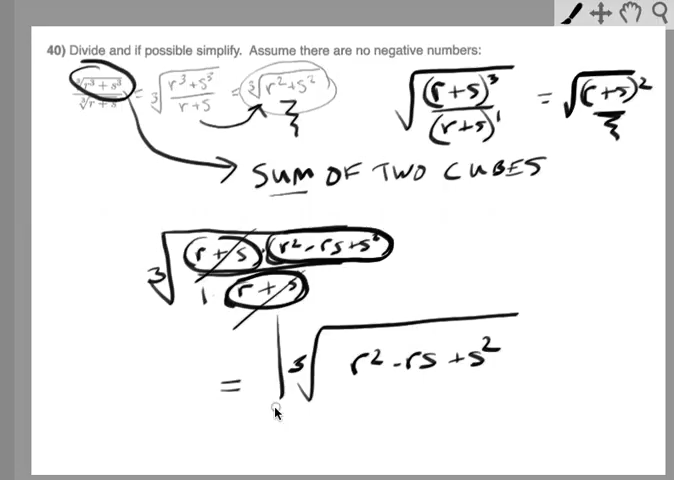 40) Divide and if possible simplify. Assume there are no negative numbers:
∛(r³ + s³) / ∛(r + s) = ∛((r³+s³)/(r+s)) = ∛(r²+s²)
√((r+s)³/(r+s)¹) = √(r+s)²
SUM OF TWO CUBES
∛((r+s)·(r²-rs+s²) / 1·(r+s))
= ∛(r²-rs+s²)